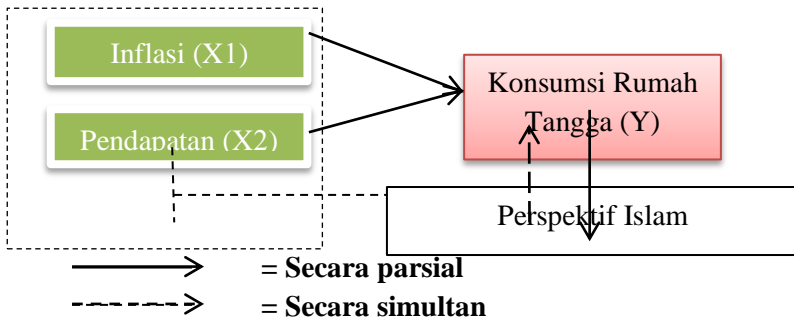 Inflasi (X1)
Pendapatan (X2)
Konsumsi Rumah
Tangga (Y)
Perspektif Islam
= Secara parsial
= Secara simultan